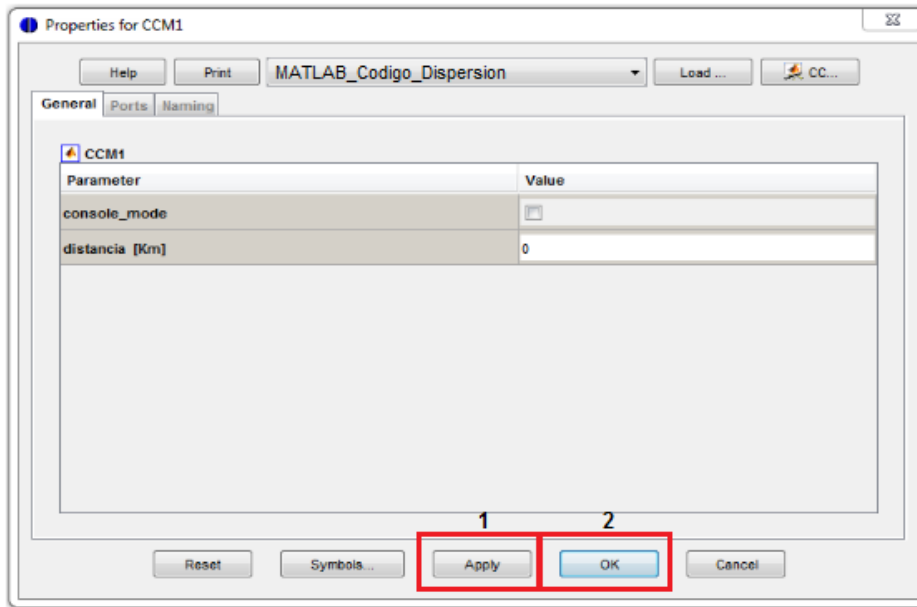 Properties for CCM1
Help Print MATLAB_Codigo_Dispersion Load ... CC...
General Ports Naming
CCM1
Parameter Value
console_mode
distancia [Km] 0
1 2
Reset Symbols... Apply OK Cancel